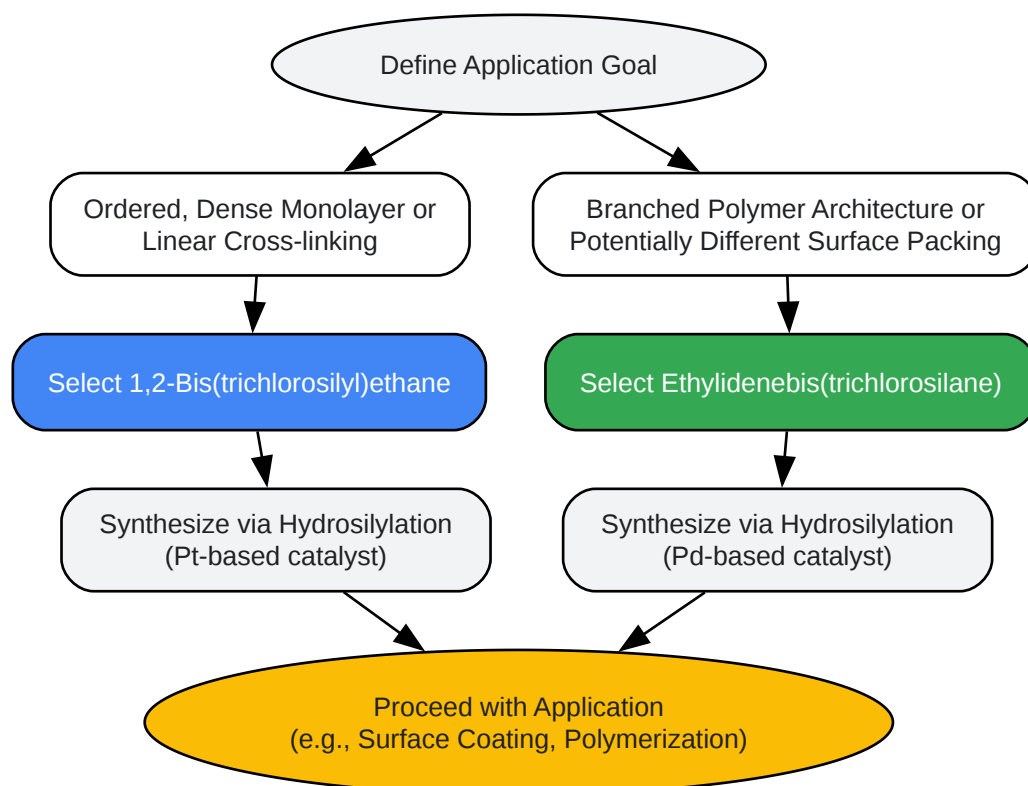 Define Application Goal
Ordered, Dense Monolayer or
Linear Cross-linking
Branched Polymer Architecture or
Potentially Different Surface Packing
Select 1,2-Bis(trichlorosilyl)ethane
Select Ethylidenebis(trichlorosilane)
Synthesize via Hydrosilylation
(Pt-based catalyst)
Synthesize via Hydrosilylation
(Pd-based catalyst)
Proceed with Application
(e.g., Surface Coating, Polymerization)